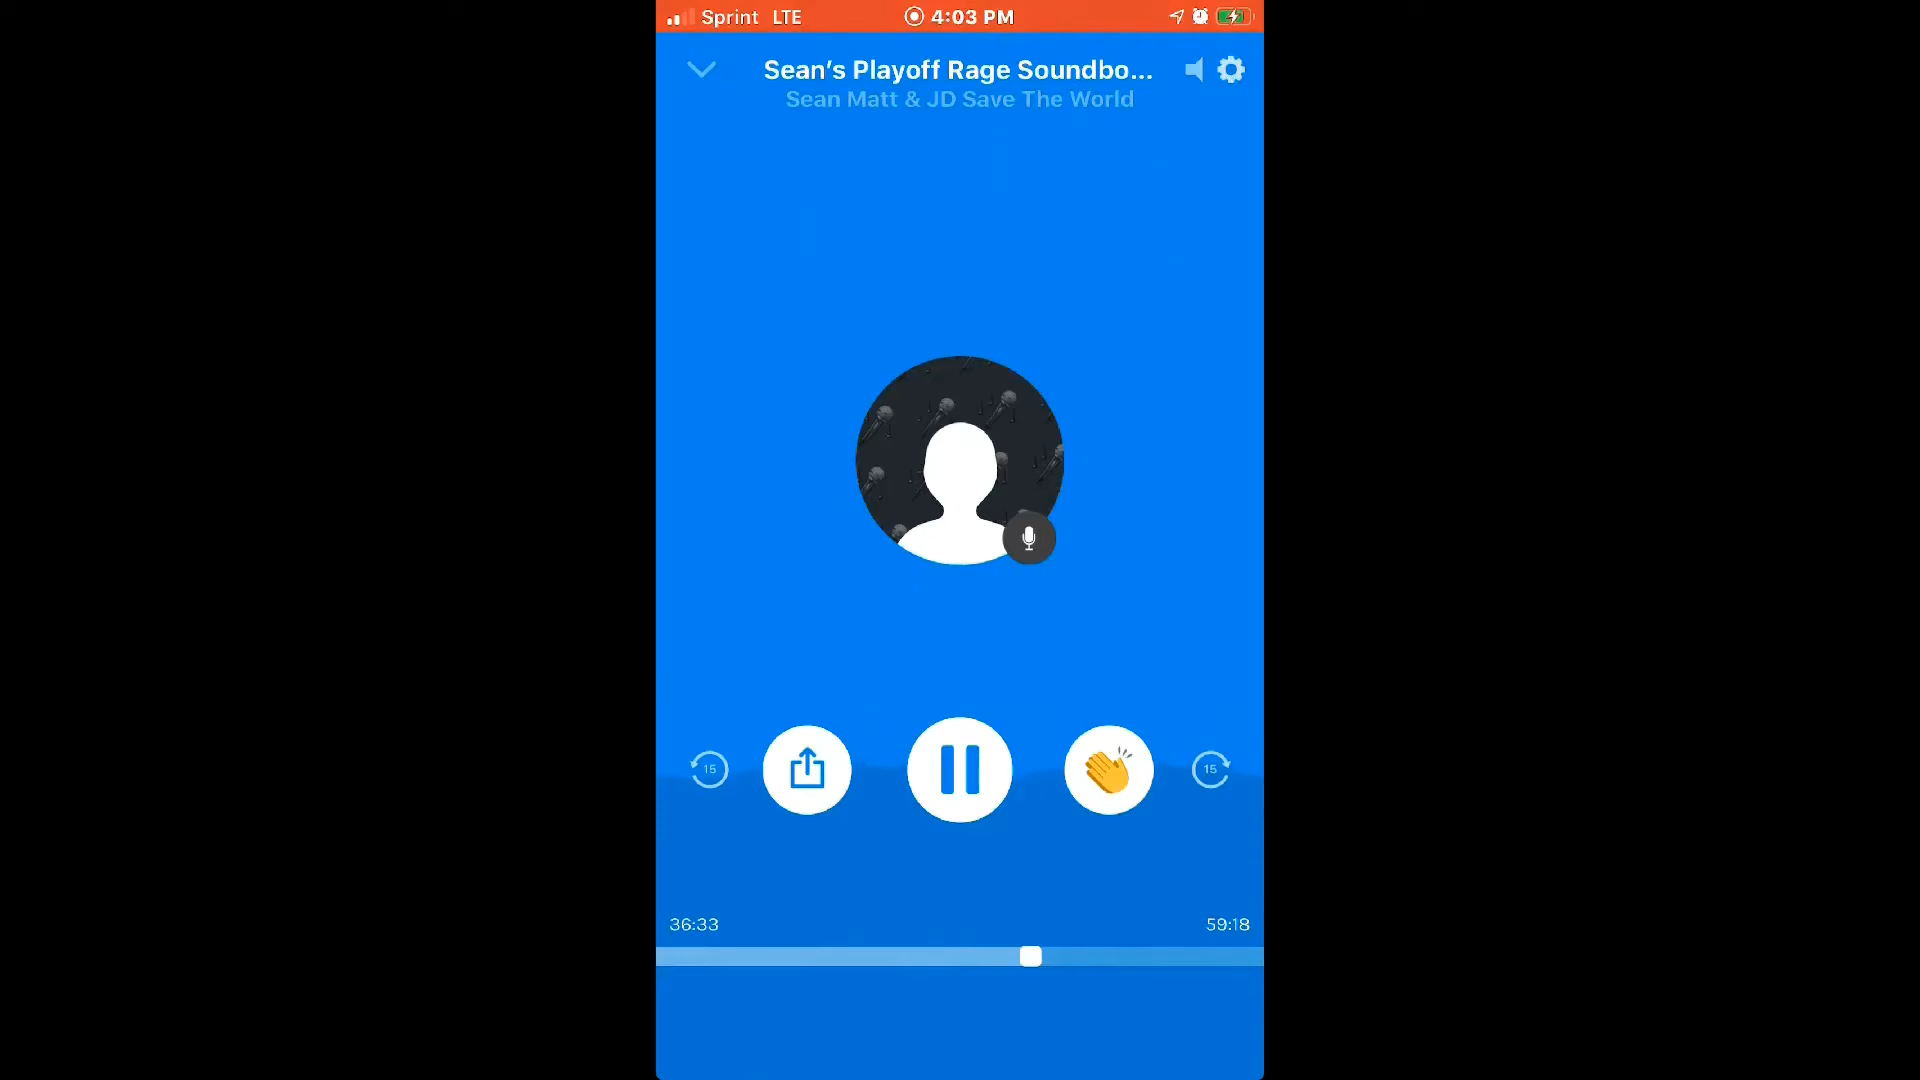 Sprint LTE 4:03 PM
Sean's Playoff Rage Soundbo...
Sean Matt & JD Save The World
15 15
36:33 59:18